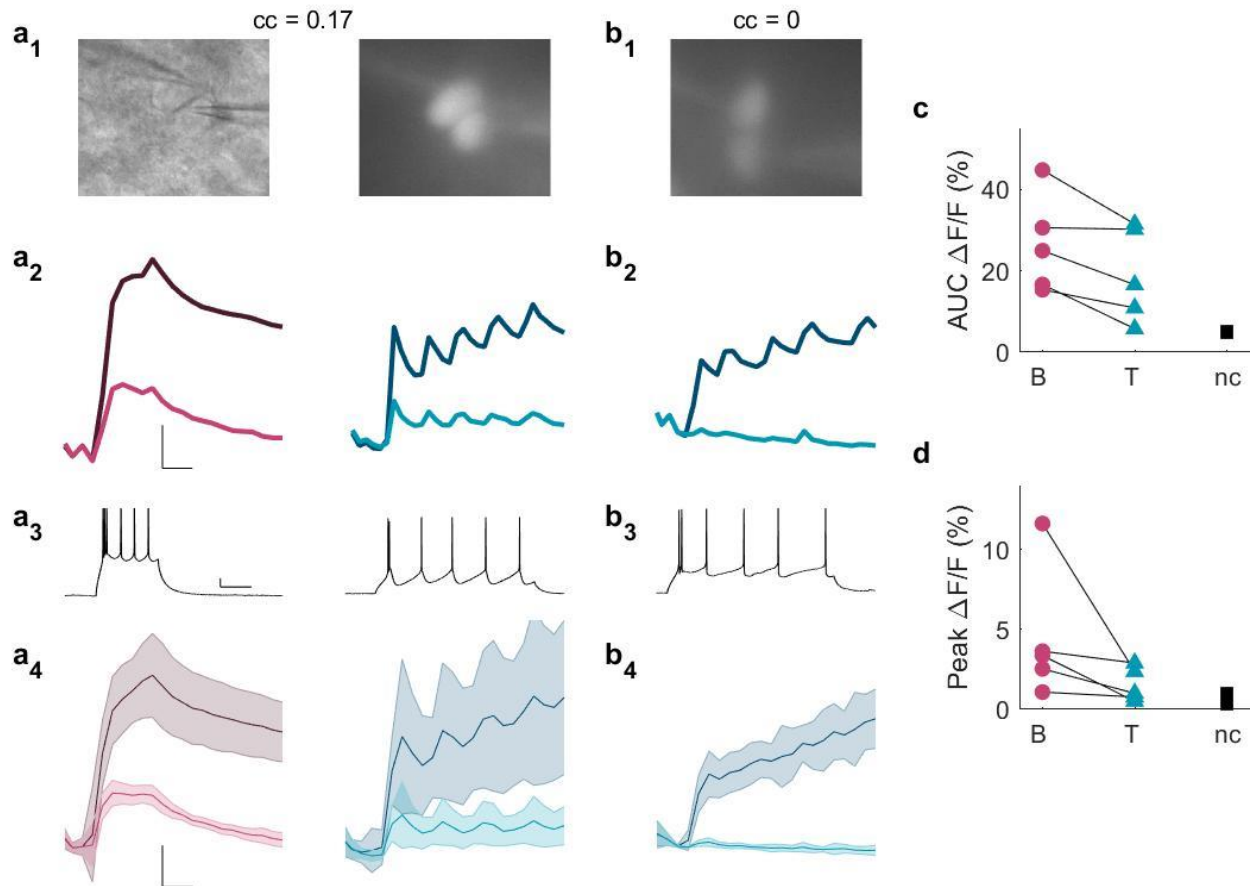 cc = 0.17
cc = 0
a1
b1
c
AUC ΔF/F (%)
40
20
0
B
T
nc
a2
b2
d
Peak ΔF/F (%)
10
5
0
B
T
nc
a3
b3
a4
b4